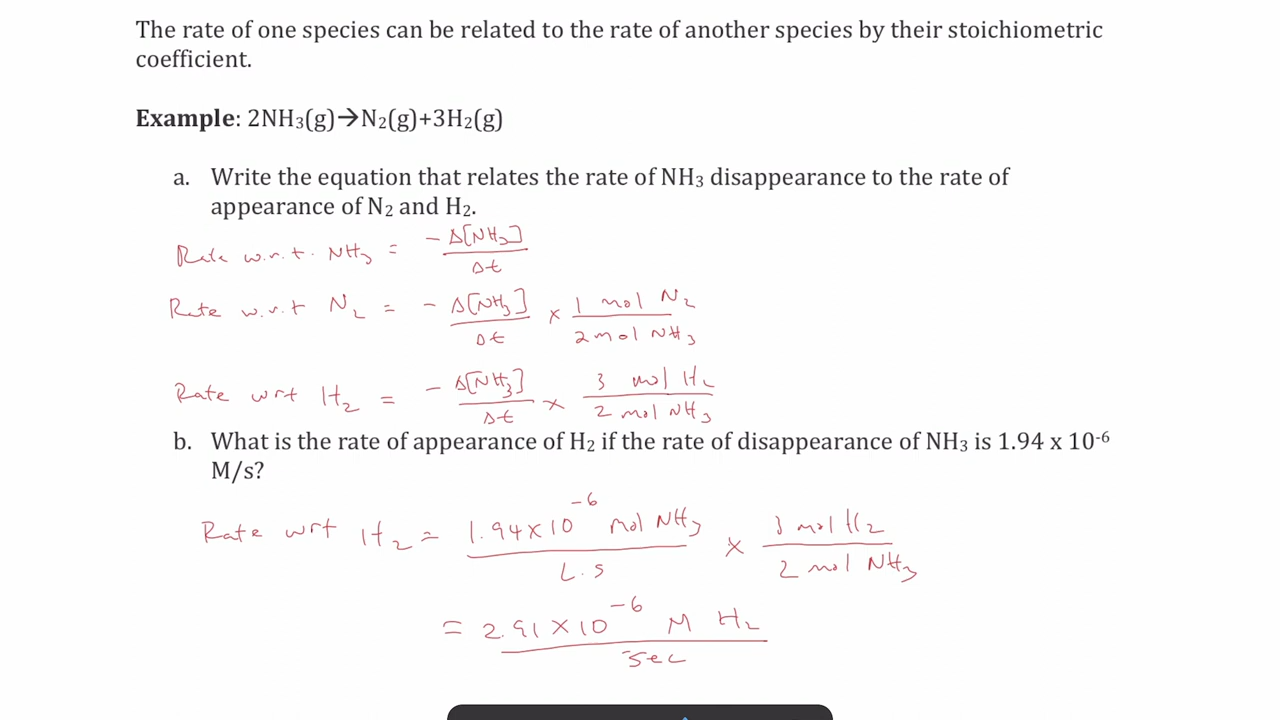 The rate of one species can be related to the rate of another species by their stoichiometric
coefficient.
Example: 2NH₃(g)→N₂(g)+3H₂(g)
a. Write the equation that relates the rate of NH₃ disappearance to the rate of
appearance of N₂ and H₂.
Rate w.r.t. NH₃ = -Δ[NH₃]/Δt
Rate w.r.t N₂ = -Δ[NH₃]/Δt × 1 mol N₂/2 mol NH₃
Rate wrt H₂ = -Δ[NH₃]/Δt × 3 mol H₂/2 mol NH₃
b. What is the rate of appearance of H₂ if the rate of disappearance of NH₃ is 1.94 x 10⁻⁶
M/s?
Rate wrt H₂ = 1.94×10⁻⁶ mol NH₃/L.s × 3 mol H₂/2 mol NH₃
= 2.91×10⁻⁶ M H₂/sec